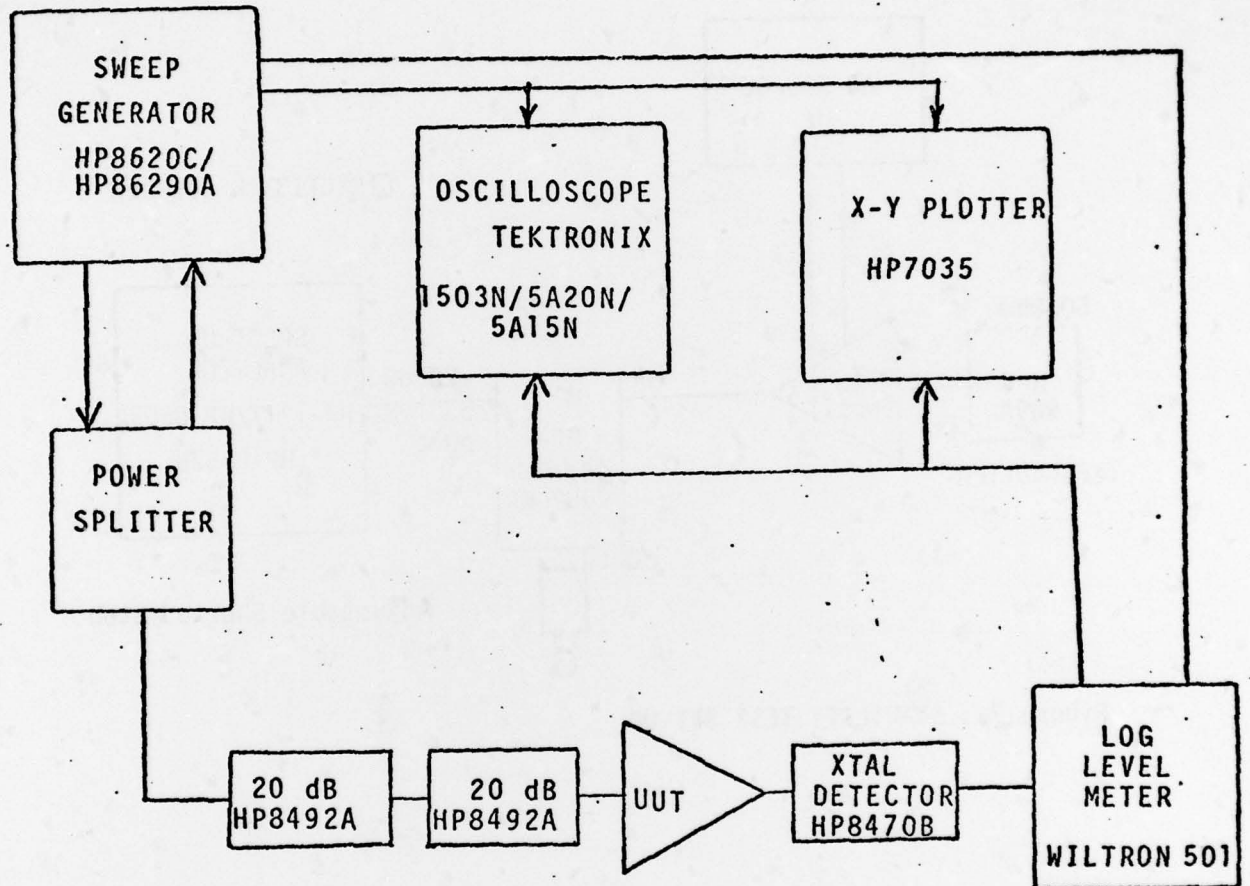 SWEEP
GENERATOR
HP8620C/
HP86290A
OSCILLOSCOPE
TEKTRONIX
1503N/5A20N/
5A15N
X-Y PLOTTER
HP7035
POWER
SPLITTER
20 dB
HP8492A
20 dB
HP8492A
UUT
XTAL
DETECTOR
HP8470B
LOG
LEVEL
METER
WILTRON 501